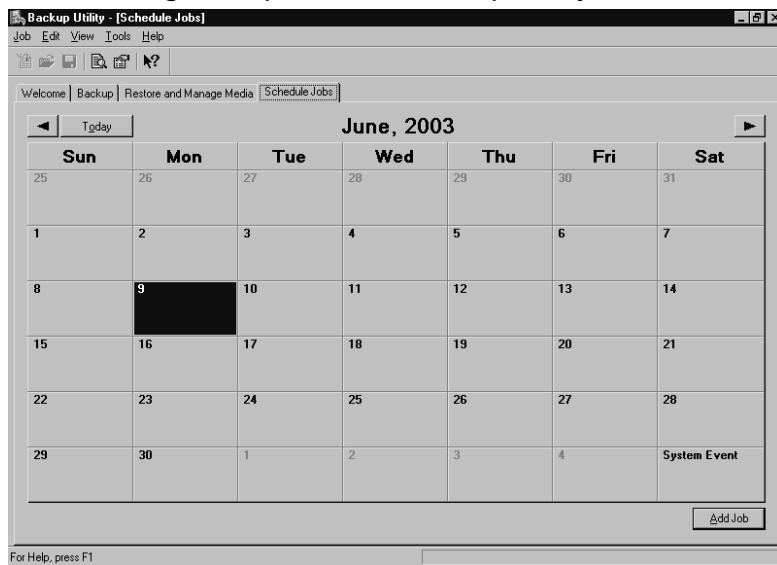 Backup Utility - [Schedule Jobs]
Job Edit View Tools Help
Welcome Backup Restore and Manage Media Schedule Jobs
Today June, 2003
Sun Mon Tue Wed Thu Fri Sat
25 26 27 28 29 30 31
1 2 3 4 5 6 7
8 9 10 11 12 13 14
15 16 17 18 19 20 21
22 23 24 25 26 27 28
29 30 1 2 3 4 System Event
Add Job
For Help, press F1